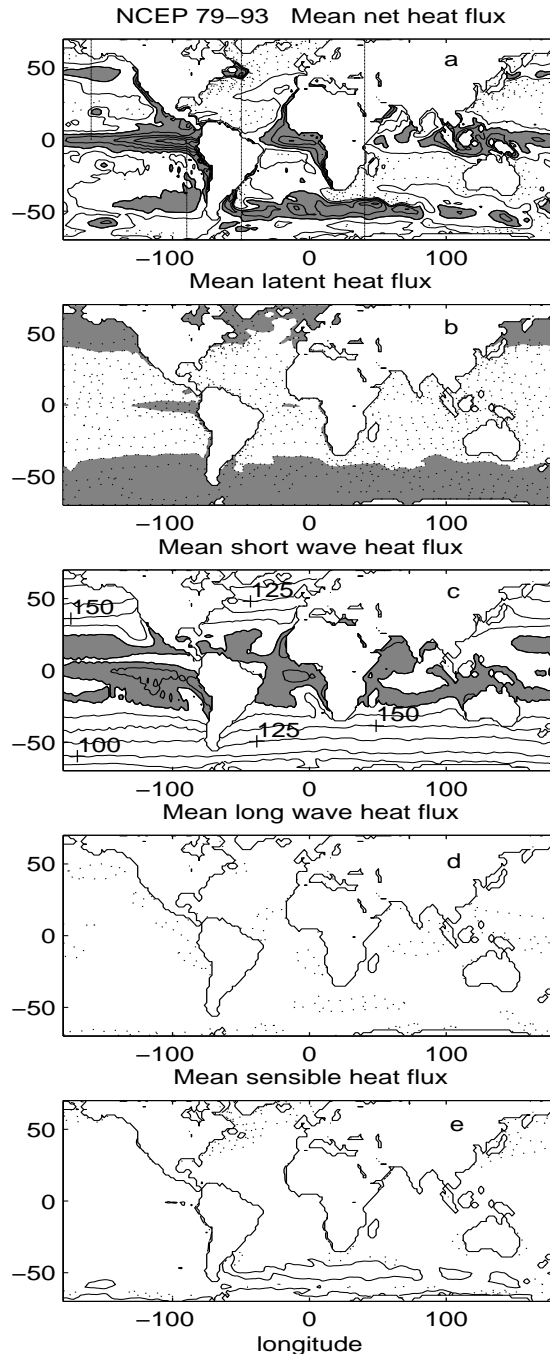 NCEP 79−93 Mean net heat flux
50
0
−50
a
−100 0 100
Mean latent heat flux
50
0
−50
b
−100 0 100
Mean short wave heat flux
50
0
−50
150
125
c
100
125
150
−100 0 100
Mean long wave heat flux
50
0
−50
d
−100 0 100
Mean sensible heat flux
50
0
−50
e
−100 0 100
longitude